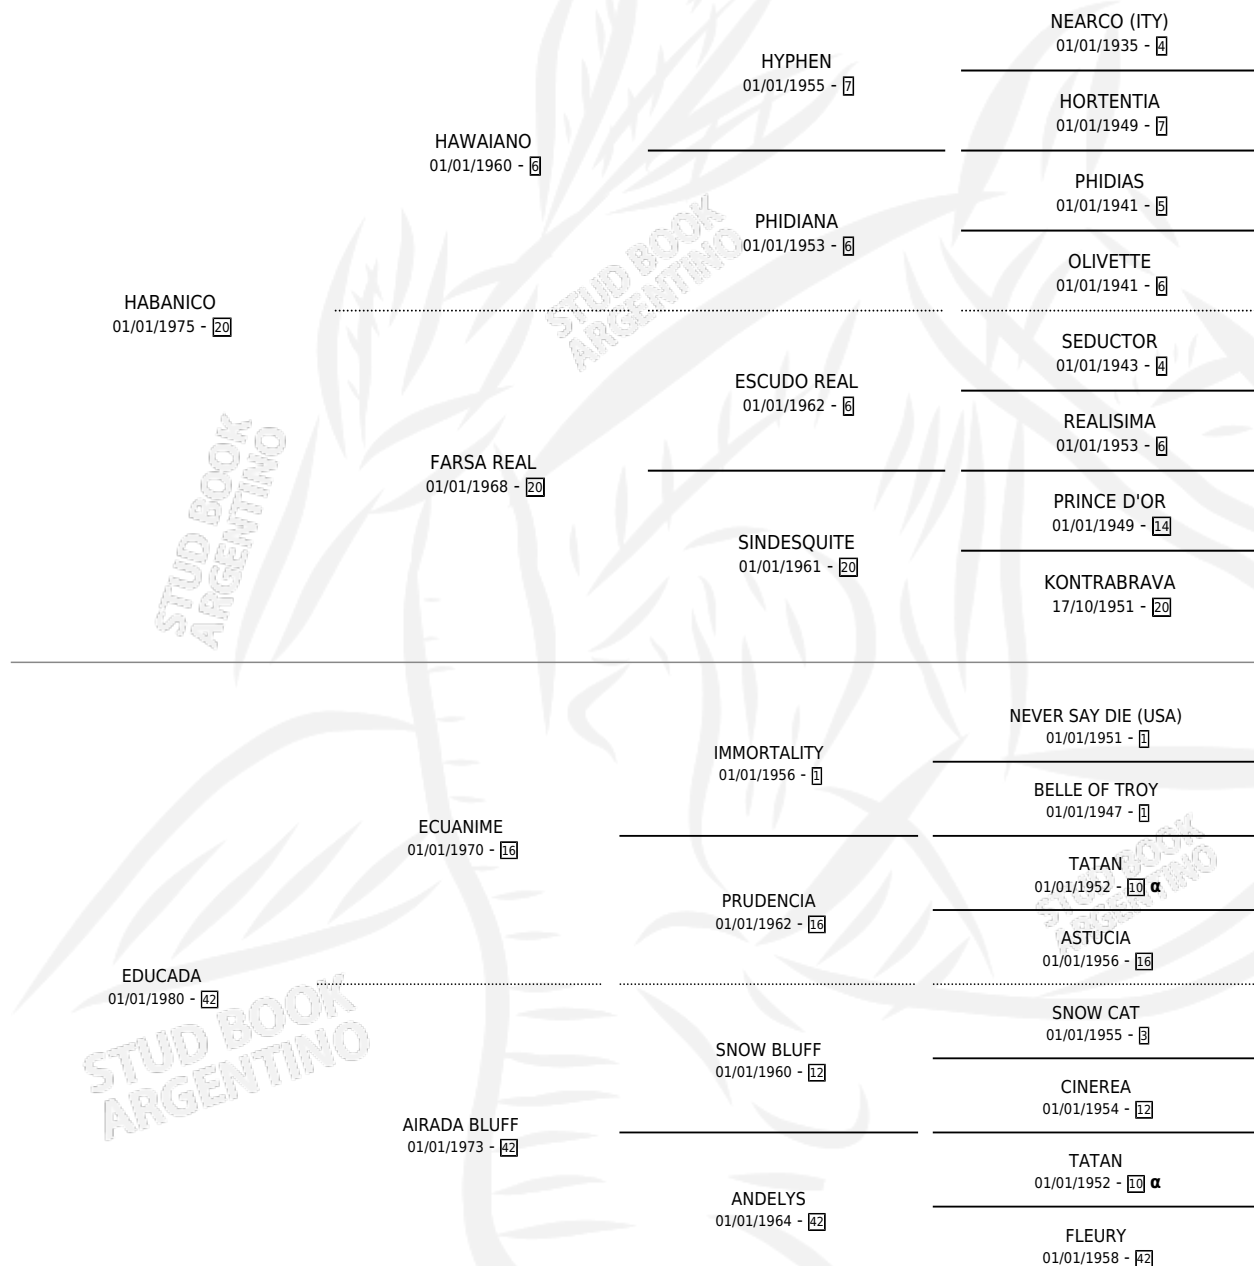 NEARCO (ITY)
01/01/1935 - 4
HYPHEN
01/01/1955 - 7
HORTENTIA
01/01/1949 - 7
HAWAIANO
01/01/1960 - 6
PHIDIAS
01/01/1941 - 5
PHIDIANA
01/01/1953 - 6
OLIVETTE
01/01/1941 - 6
HABANICO
01/01/1975 - 20
STUD BOOK
ARGENTINO
SEDUCTOR
01/01/1943 - 4
ESCUDO REAL
01/01/1962 - 6
REALISIMA
01/01/1953 - 6
FARSA REAL
01/01/1968 - 20
PRINCE D'OR
01/01/1949 - 14
SINDESQUITE
01/01/1961 - 20
KONTRABRAVA
17/10/1951 - 20
STUD BOOK
ARGENTINO
NEVER SAY DIE (USA)
01/01/1951 - 1
IMMORTALITY
01/01/1956 - 1
BELLE OF TROY
01/01/1947 - 1
ECUANIME
01/01/1970 - 16
TATAN
01/01/1952 - 10 α
PRUDENCIA
01/01/1962 - 16
STUD BOOK
ARGENTINO
ASTUCIA
01/01/1956 - 16
EDUCADA
01/01/1980 - 42
STUD BOOK
ARGENTINO
SNOW CAT
01/01/1955 - 3
SNOW BLUFF
01/01/1960 - 12
CINEREA
01/01/1954 - 12
AIRADA BLUFF
01/01/1973 - 42
TATAN
01/01/1952 - 10 α
ANDELYS
01/01/1964 - 42
FLEURY
01/01/1958 - 42